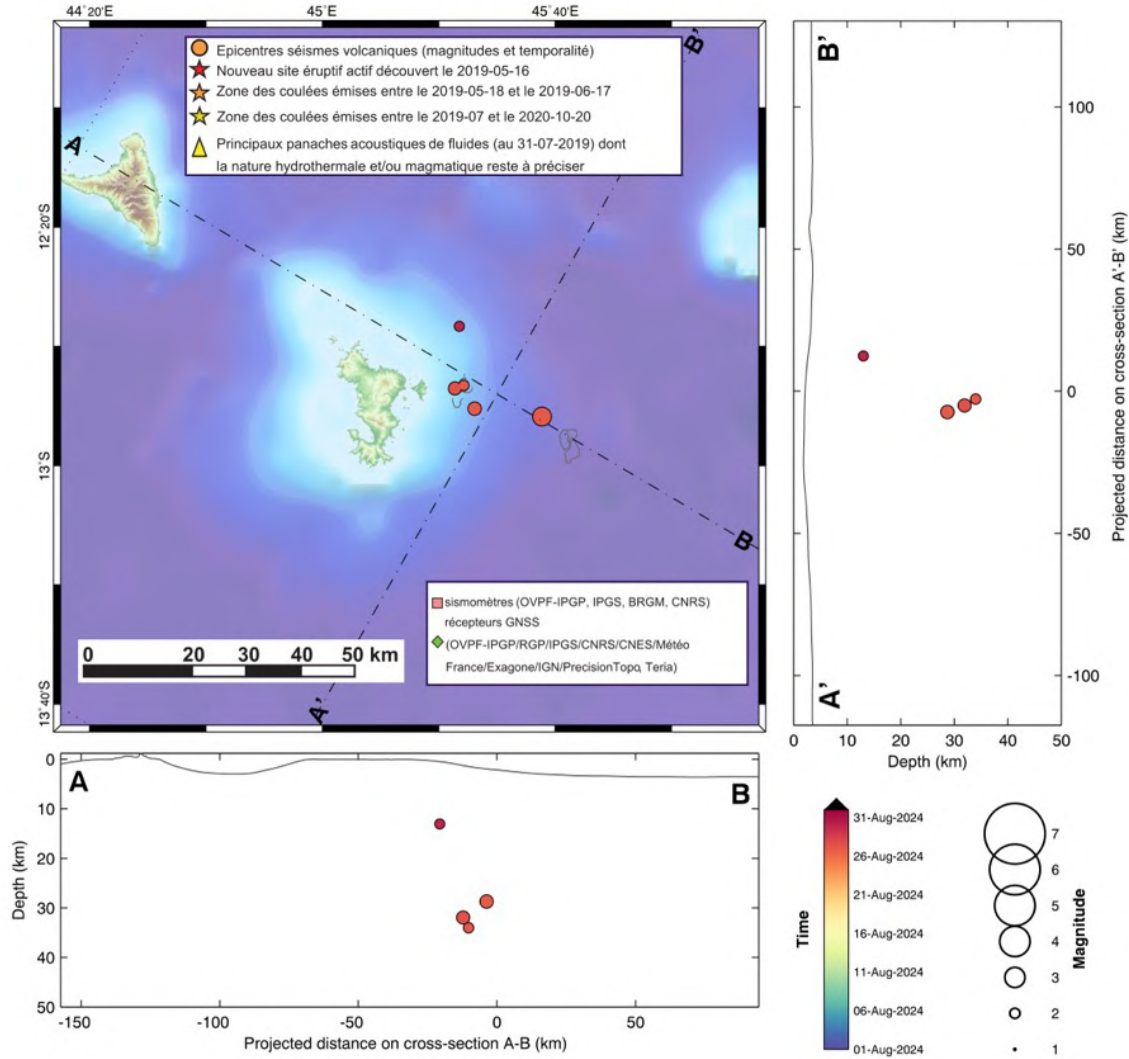 44˚20'E
45˚E
45˚40'E
B'
Epicentres séismes volcaniques (magnitudes et temporalité)
Nouveau site éruptif actif découvert le 2019-05-16
Zone des coulées émises entre le 2019-05-18 et le 2019-06-17
Zone des coulées émises entre le 2019-07 et le 2020-10-20
Principaux panaches acoustiques de fluides (au 31-07-2019) dont
la nature hydrothermale et/ou magmatique reste à préciser
A
12˚20'S
13˚S
13˚40'S
B
A'
sismomètres (OVPF-IPGP, IPGS, BRGM, CNRS)
récepteurs GNSS
(OVPF-IPGP/RGP/IPGS/CNRS/CNES/Météo
France/Exagone/IGN/PrecisionTopo, Teria)
0 20 30 40 50 km
B'
A'
100
50
0
-50
-100
Projected distance on cross-section A'-B' (km)
0 10 20 30 40 50
Depth (km)
A
B
0
10
20
30
40
50
Depth (km)
-150 -100 -50 0 50
Projected distance on cross-section A-B (km)
Time
31-Aug-2024
26-Aug-2024
21-Aug-2024
16-Aug-2024
11-Aug-2024
06-Aug-2024
01-Aug-2024
7
6
5
4
3
2
1
Magnitude